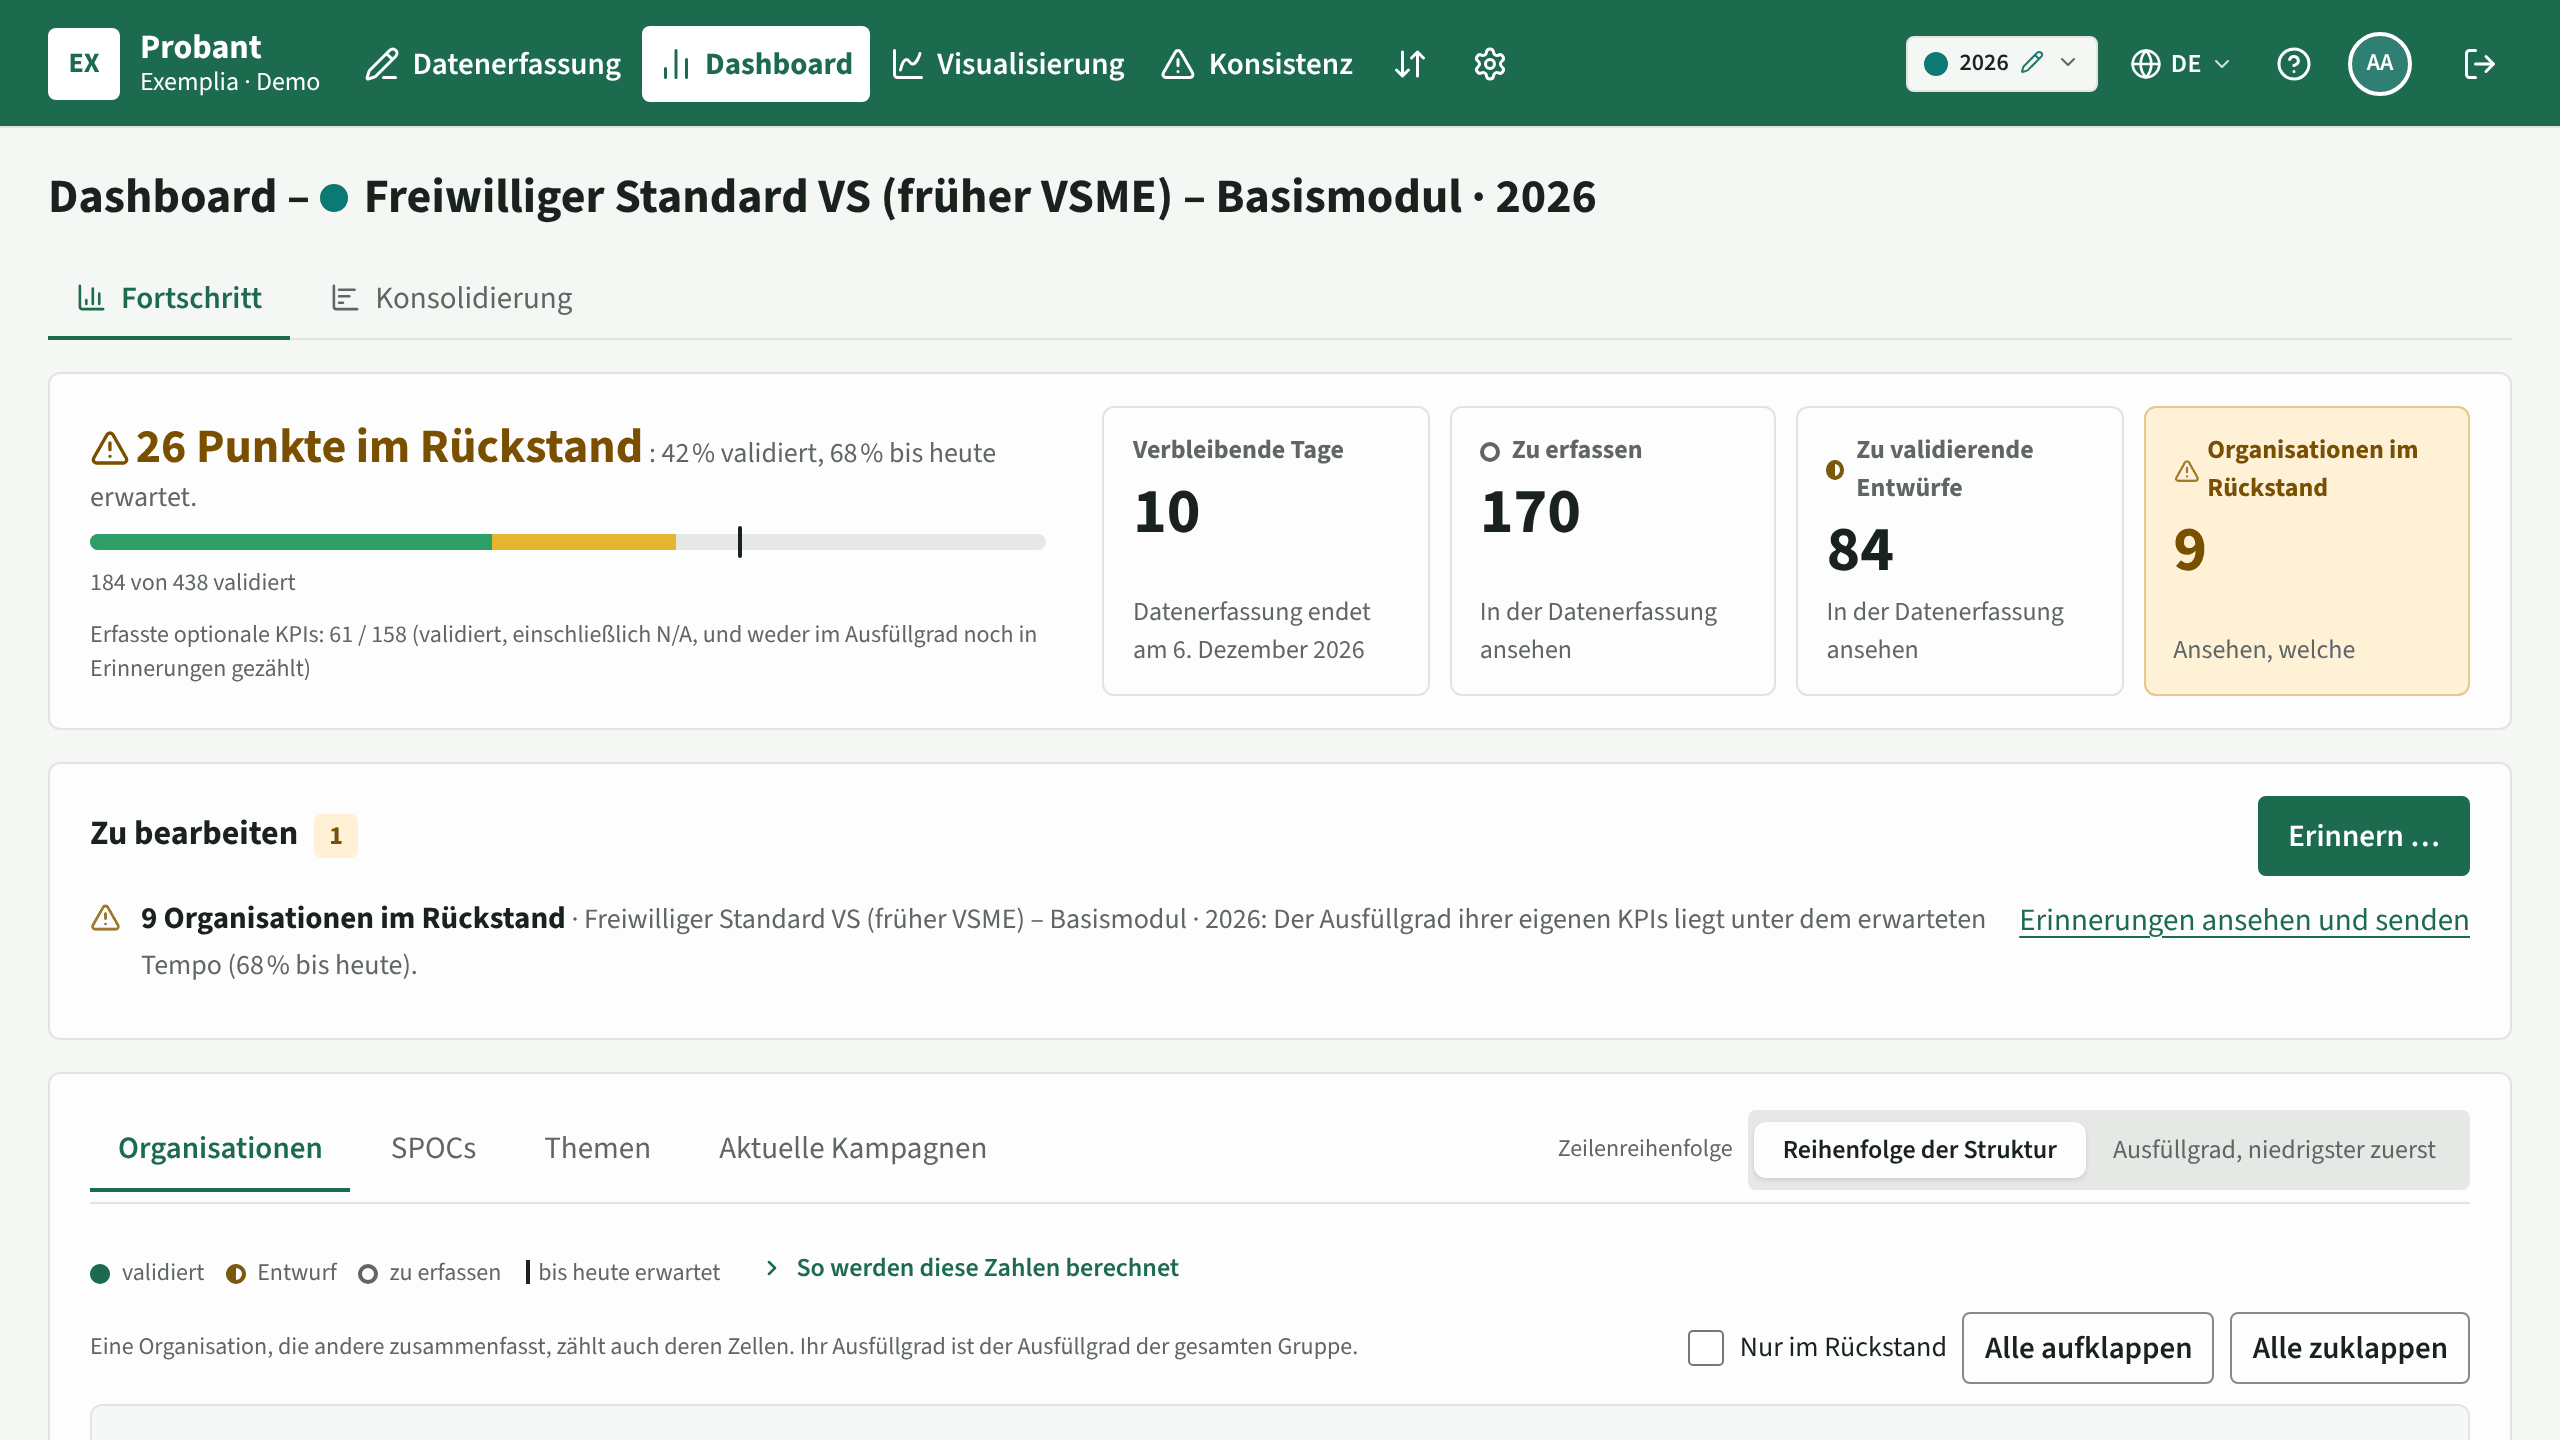 EX
Probant
Exemplia · Demo
Datenerfassung
Dashboard
Visualisierung
Konsistenz
2026
DE
AA
Dashboard – Freiwilliger Standard VS (früher VSME) – Basismodul · 2026
Fortschritt
Konsolidierung
26 Punkte im Rückstand : 42 % validiert, 68 % bis heute
erwartet.
184 von 438 validiert
Erfasste optionale KPIs: 61 / 158 (validiert, einschließlich N/A, und weder im Ausfüllgrad noch in
Erinnerungen gezählt)
Verbleibende Tage
10
Datenerfassung endet
am 6. Dezember 2026
Zu erfassen
170
In der Datenerfassung
ansehen
Zu validierende
Entwürfe
84
In der Datenerfassung
ansehen
Organisationen im
Rückstand
9
Ansehen, welche
Zu bearbeiten 1
Erinnern …
9 Organisationen im Rückstand · Freiwilliger Standard VS (früher VSME) – Basismodul · 2026: Der Ausfüllgrad ihrer eigenen KPIs liegt unter dem erwarteten
Tempo (68 % bis heute).
Erinnerungen ansehen und senden
Organisationen
SPOCs
Themen
Aktuelle Kampagnen
Zeilenreihenfolge
Reihenfolge der Struktur
Ausfüllgrad, niedrigster zuerst
validiert
Entwurf
zu erfassen
bis heute erwartet
So werden diese Zahlen berechnet
Eine Organisation, die andere zusammenfasst, zählt auch deren Zellen. Ihr Ausfüllgrad ist der Ausfüllgrad der gesamten Gruppe.
Nur im Rückstand
Alle aufklappen
Alle zuklappen